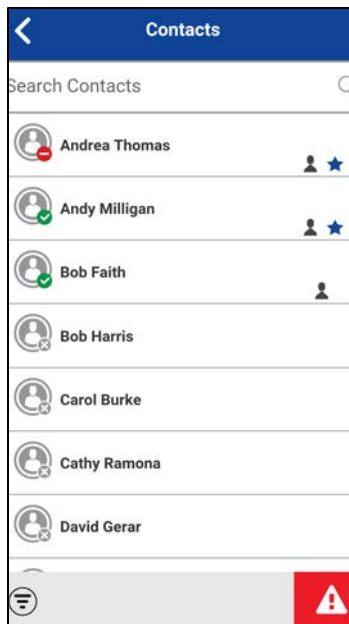 Contacts
Search Contacts
Andrea Thomas
Andy Milligan
Bob Faith
Bob Harris
Carol Burke
Cathy Ramona
David Gerar